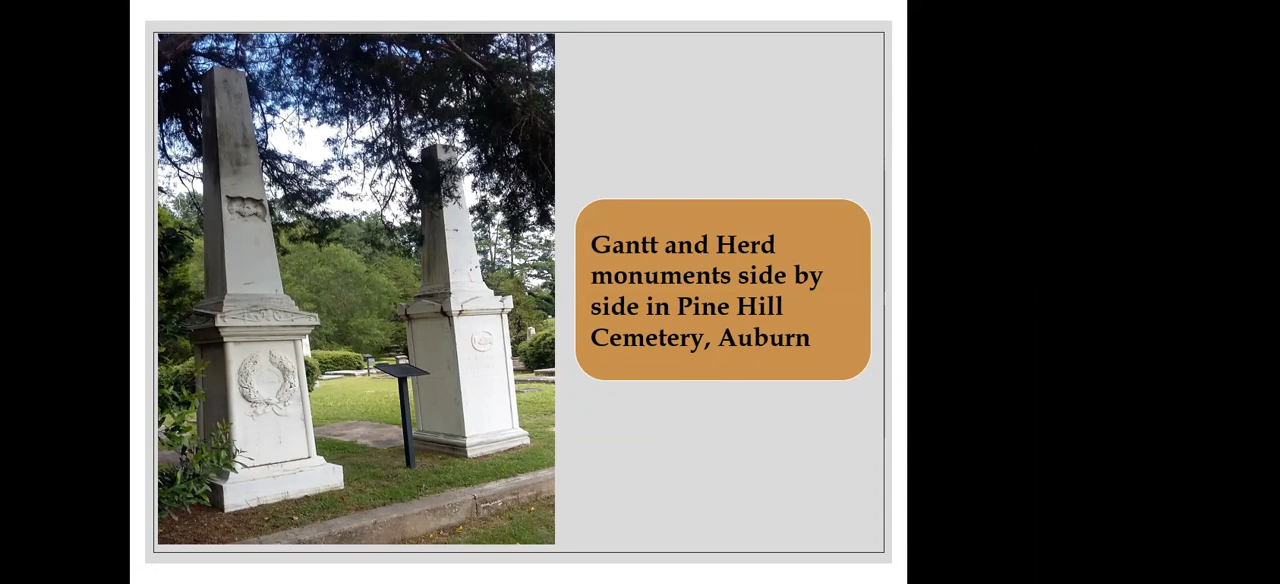 Gantt and Herd
monuments side by
side in Pine Hill
Cemetery, Auburn